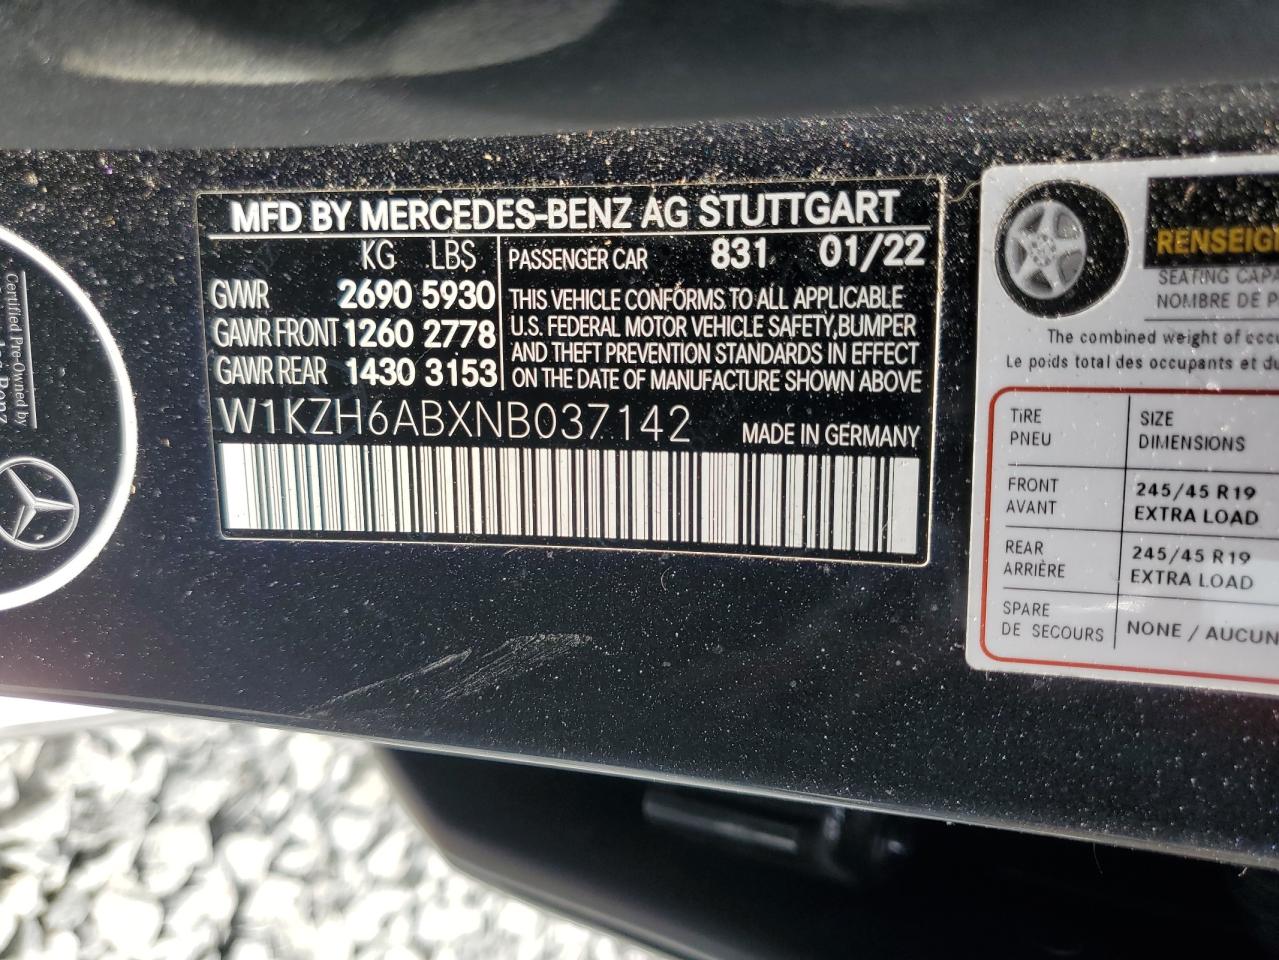 MFD BY MERCEDES-BENZ AG STUTTGART
KG LBS
GVWR 2690 5930
GAWR FRONT 1260 2778
GAWR REAR 1430 3153
PASSENGER CAR 831 01/22
THIS VEHICLE CONFORMS TO ALL APPLICABLE
U.S. FEDERAL MOTOR VEHICLE SAFETY, BUMPER
AND THEFT PREVENTION STANDARDS IN EFFECT
ON THE DATE OF MANUFACTURE SHOWN ABOVE
W1KZH6ABXNB037142 MADE IN GERMANY
Certified Pre-Owned by
RENSEIG
SEATING CAPA
NOMBRE DE P
The combined weight of
Le poids total des occupants et du
TIRE SIZE
PNEU DIMENSIONS
FRONT 245/45 R19
AVANT EXTRA LOAD
REAR 245/45 R19
ARRIÈRE EXTRA LOAD
SPARE
DE SECOURS NONE / AUCUN